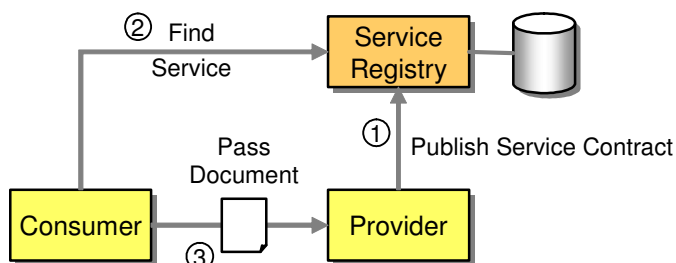 ② Find
Service
Service
Registry
①
Publish Service Contract
Pass
Document
Consumer
Provider
③